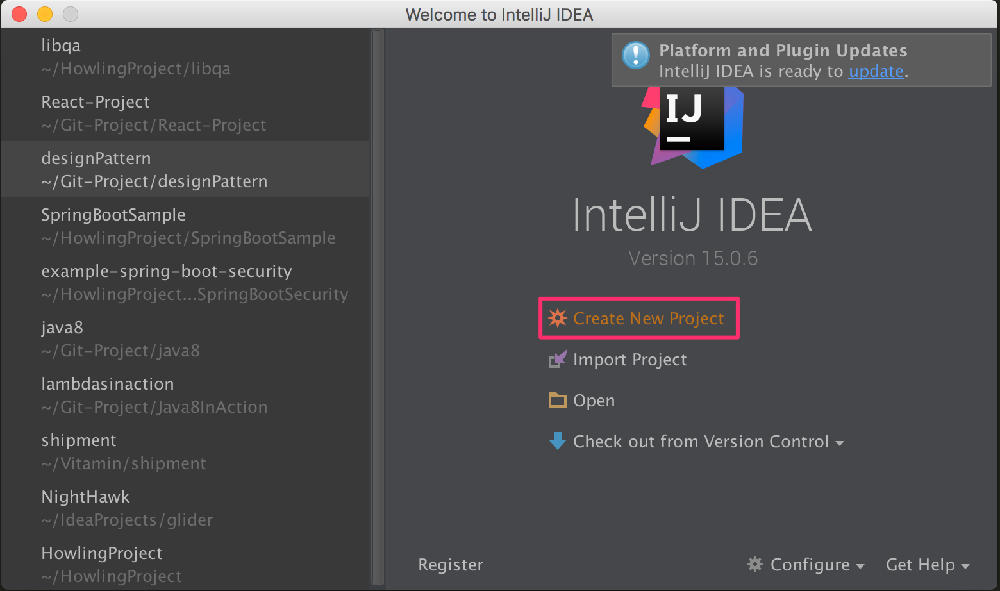 Welcome to IntelliJ IDEA
libqa
~/HowlingProject/libqa
React-Project
~/Git-Project/React-Project
designPattern
~/Git-Project/designPattern
SpringBootSample
~/HowlingProject/SpringBootSample
example-spring-boot-security
~/HowlingProject...SpringBootSecurity
java8
~/Git-Project/java8
lambdasinaction
~/Git-Project/Java8InAction
shipment
~/Vitamin/shipment
NightHawk
~/IdeaProjects/glider
HowlingProject
~/HowlingProject
Platform and Plugin Updates
IntelliJ IDEA is ready to update.
IJ
IntelliJ IDEA
Version 15.0.6
Create New Project
Import Project
Open
Check out from Version Control
Register
Configure
Get Help